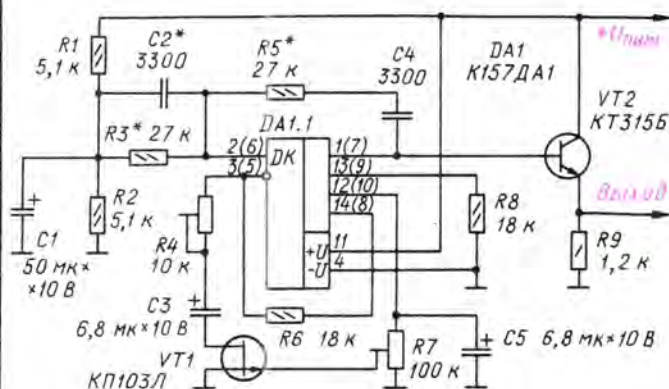 R1
5,1 к
C2*
3300
R5*
27 к
C4
3300
DA1
К157ДА1
+Uпит
VT2
КТ315Б
R3* 27 к
DA1.1
2(6)
3(5)
DK
1(7)
13(9)
12(10)
14(8)
+U
-U
11
4
R2
5,1 к
R4
10 к
R8
18 к
Выход
R9
1,2 к
C1
50 мк×
×10 В
C3
6,8 мк×10 В
R6 18 к
R7
100 к
C5 6,8 мк×10 В
VT1
КП103Л